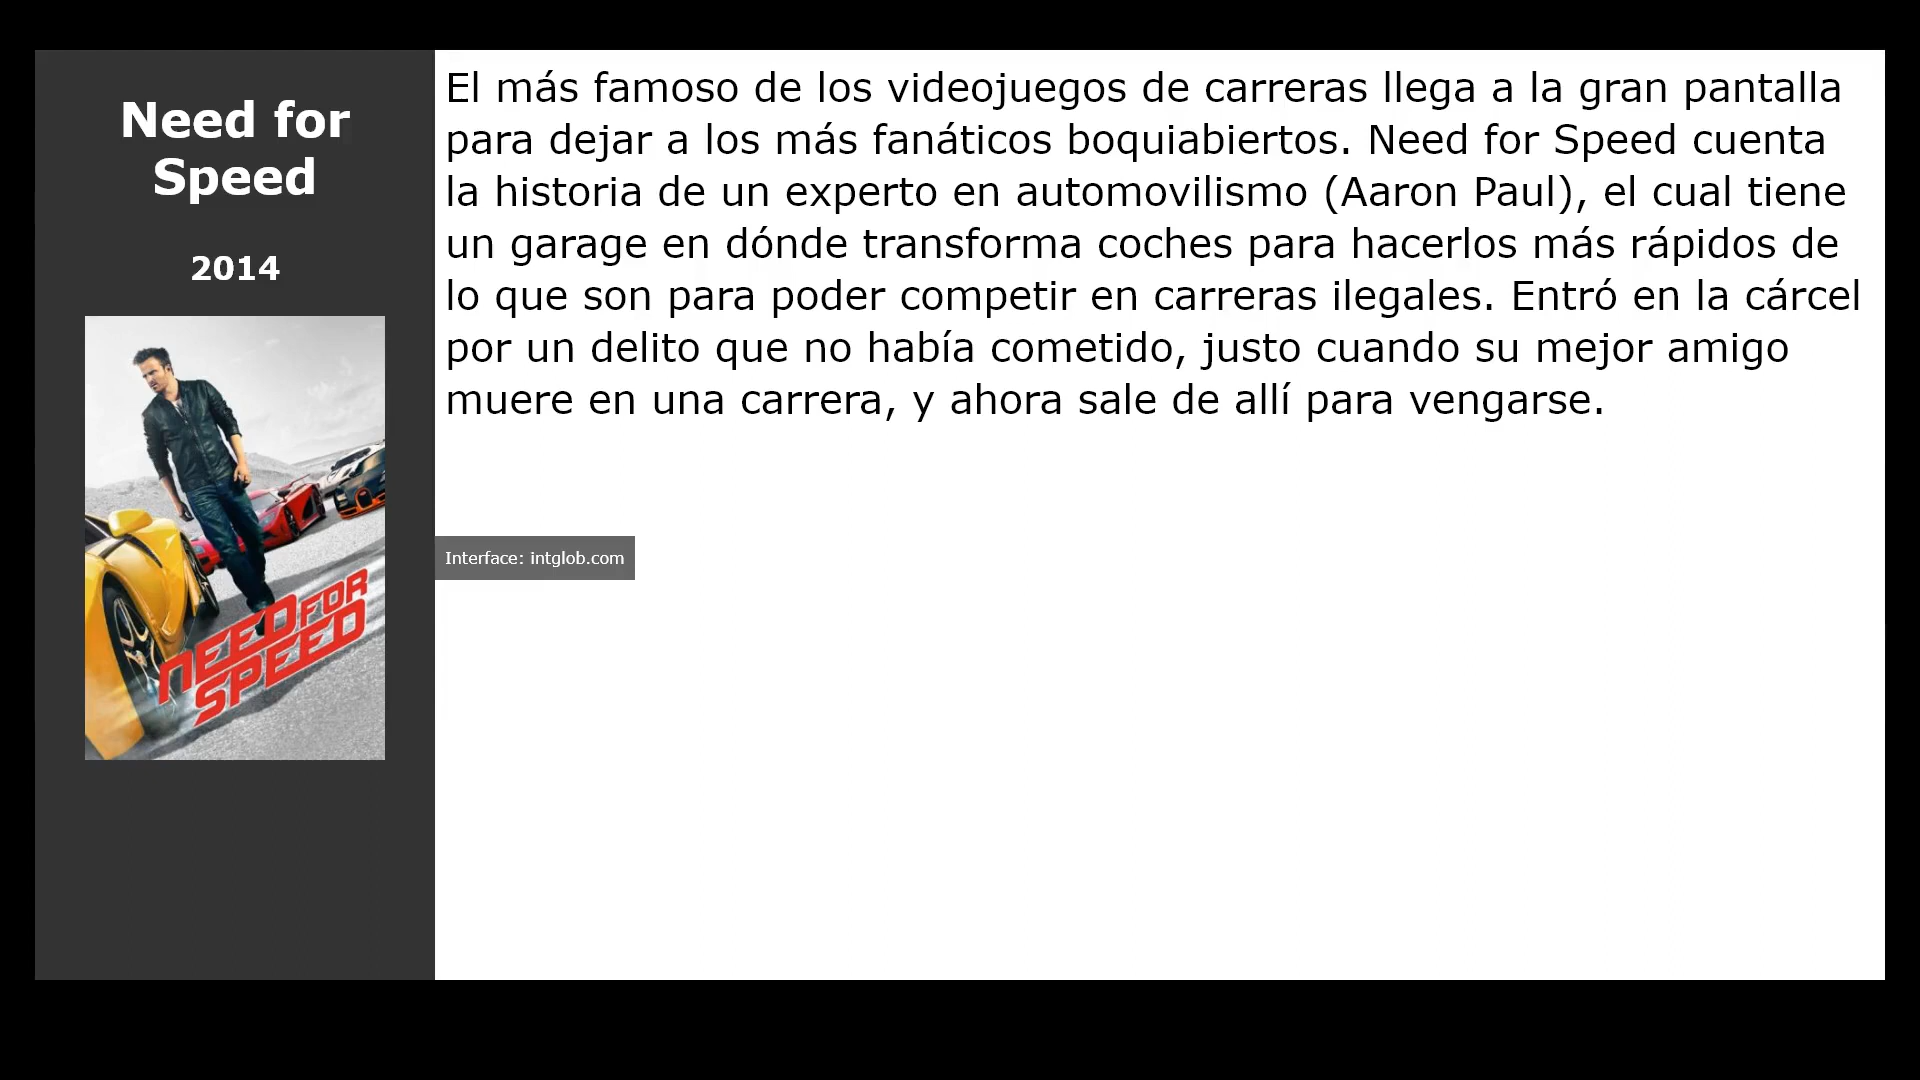 Need for
Speed
2014
NEED FOR
SPEED
El más famoso de los videojuegos de carreras llega a la gran pantalla
para dejar a los más fanáticos boquiabiertos. Need for Speed cuenta
la historia de un experto en automovilismo (Aaron Paul), el cual tiene
un garage en dónde transforma coches para hacerlos más rápidos de
lo que son para poder competir en carreras ilegales. Entró en la cárcel
por un delito que no había cometido, justo cuando su mejor amigo
muere en una carrera, y ahora sale de allí para vengarse.
Interface: intglob.com